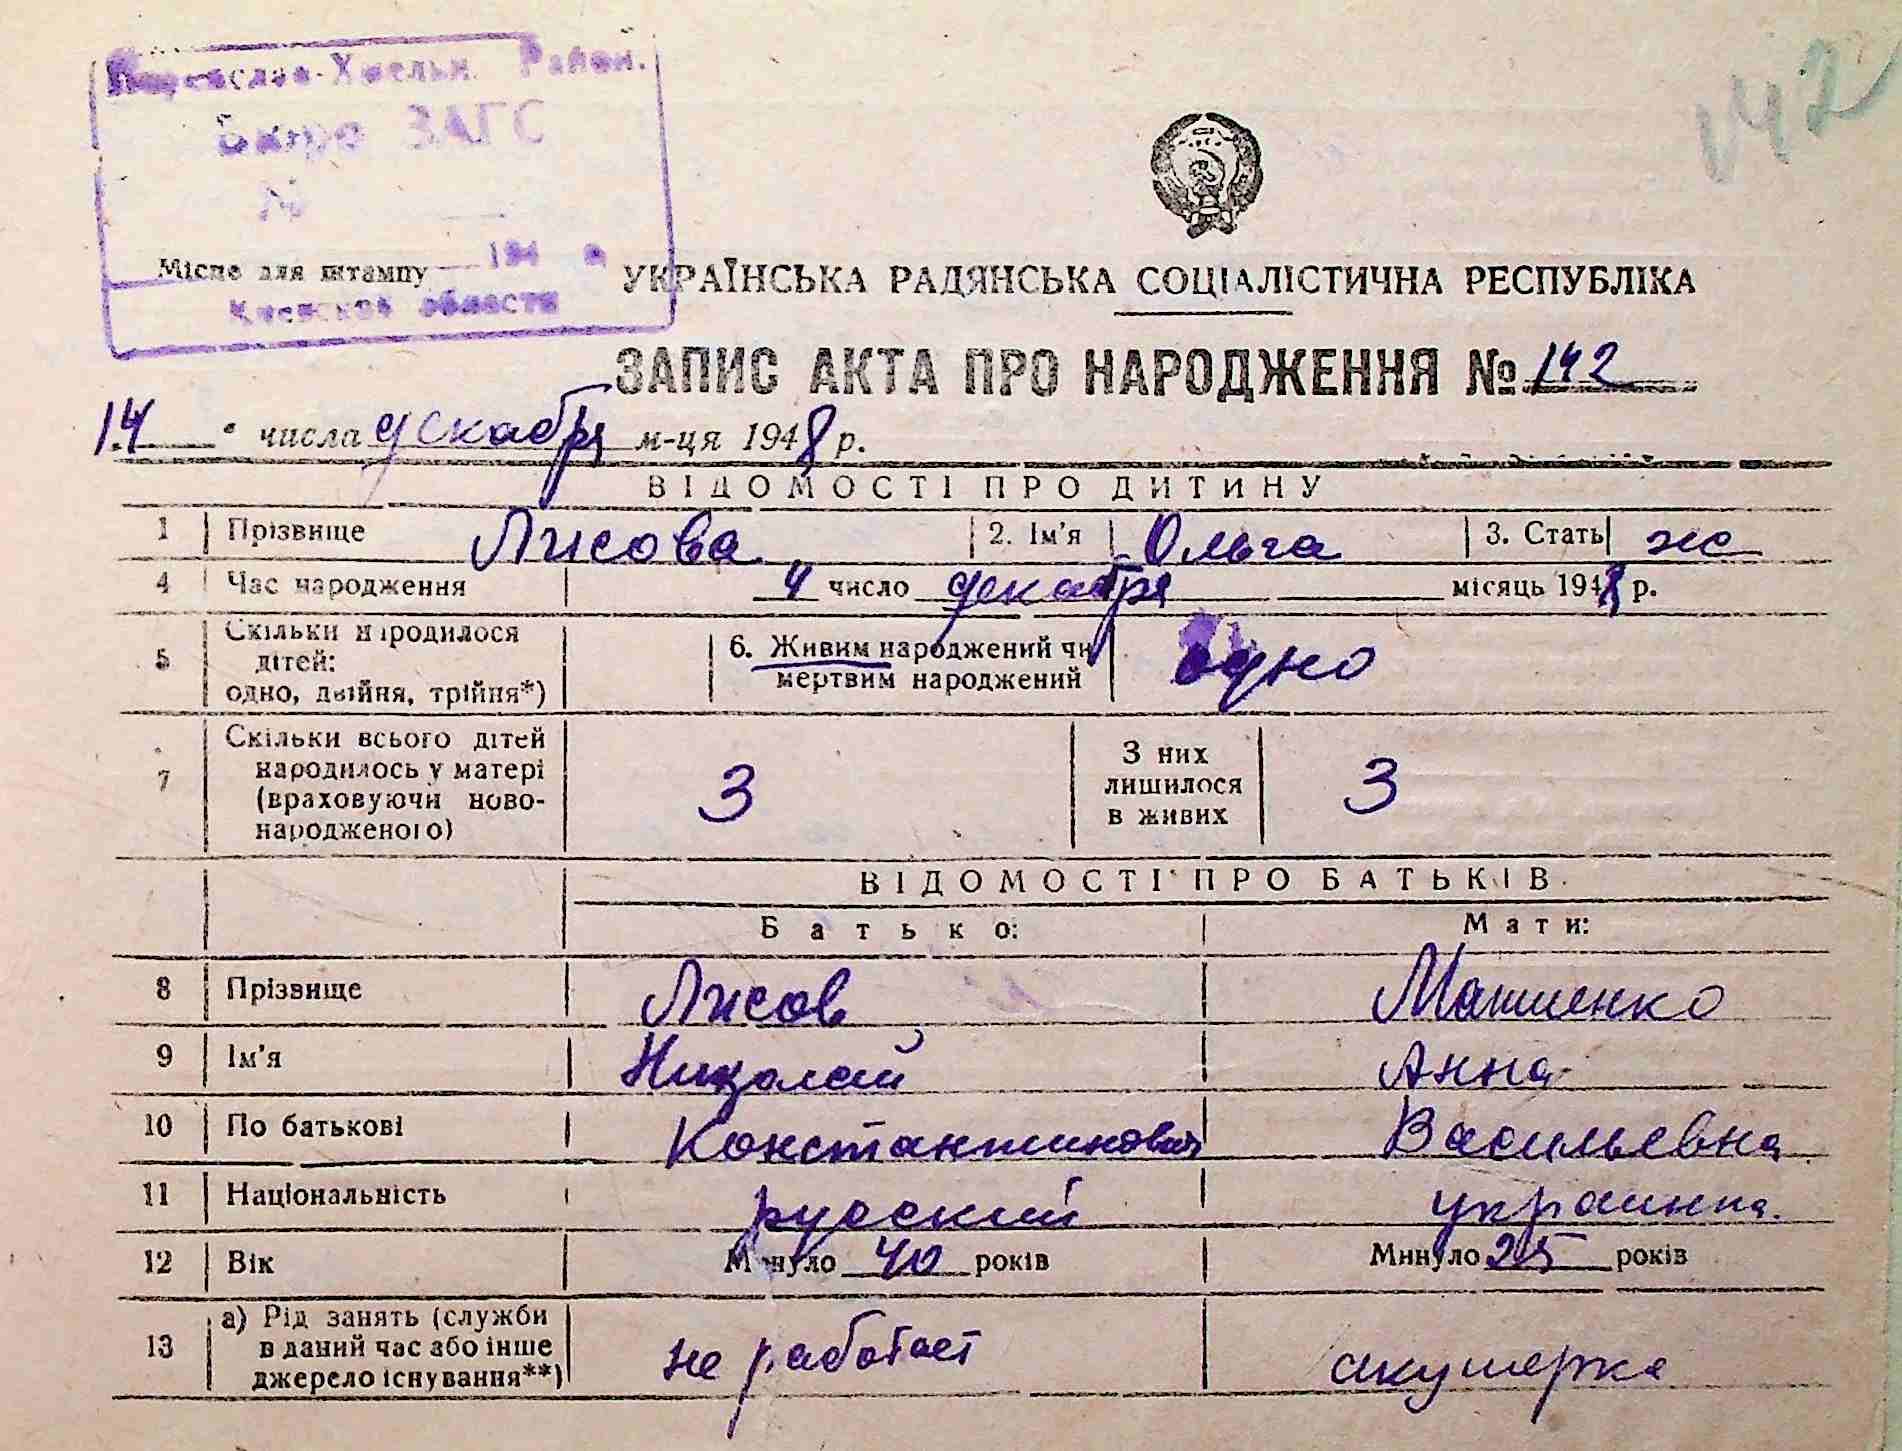 142
Переяслав-Хмельн. Район.
Бюро ЗАГС
№
194 г.
Місце для штампу
Киевской области
УКРАЇНСЬКА РАДЯНСЬКА СОЦІАЛІСТИЧНА РЕСПУБЛІКА
ЗАПИС АКТА ПРО НАРОДЖЕННЯ № 142
14 " числа декабря м-ця 1948 р.
ВІДОМОСТІ ПРО ДИТИНУ
1 Прізвище Лисова 2. Ім'я Ольга 3. Стать ж
4 Час народження 4 число декабря місяць 1948 р.
5 Скільки народилося
дітей:
одно, двійня, трійня*)
6. Живим народжений чи
мертвим народжений
одно
7 Скільки всього дітей
народилось у матері
(враховуючи ново-
народженого)
3
З них
лишилося
в живих
3
ВІДОМОСТІ ПРО БАТЬКІВ
Батько: Мати:
8 Прізвище Лисов Машненко
9 Ім'я Николай Анна
10 По батькові Константинович Васильевна
11 Національність русский украинка.
12 Вік Минуло 40 років Минуло 25 років
13 а) Рід занять (служби
в даний час або інше
джерело існування**)
не работает акушерка